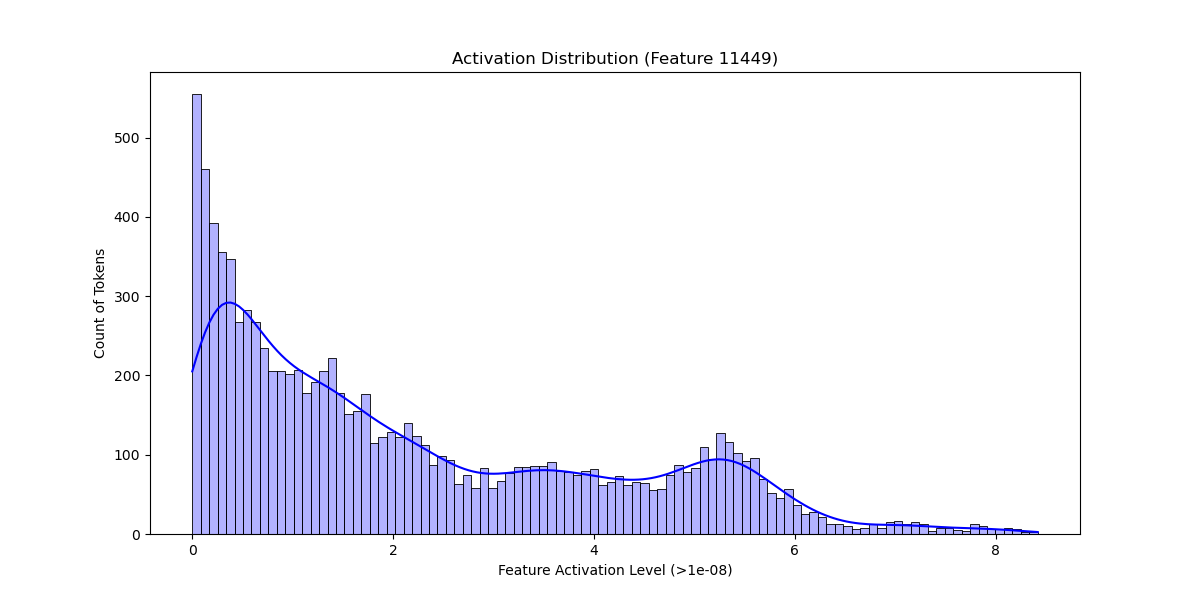 Activation Distribution (Feature 11449)
500
400
300
200
100
0
Count of Tokens
0 2 4 6 8
Feature Activation Level (>1e-08)